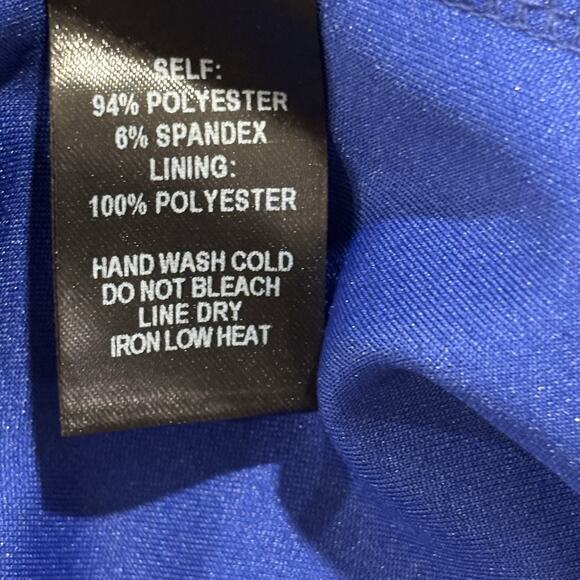 SELF:
94% POLYESTER
6% SPANDEX
LINING:
100% POLYESTER
HAND WASH COLD
DO NOT BLEACH
LINE DRY
IRON LOW HEAT